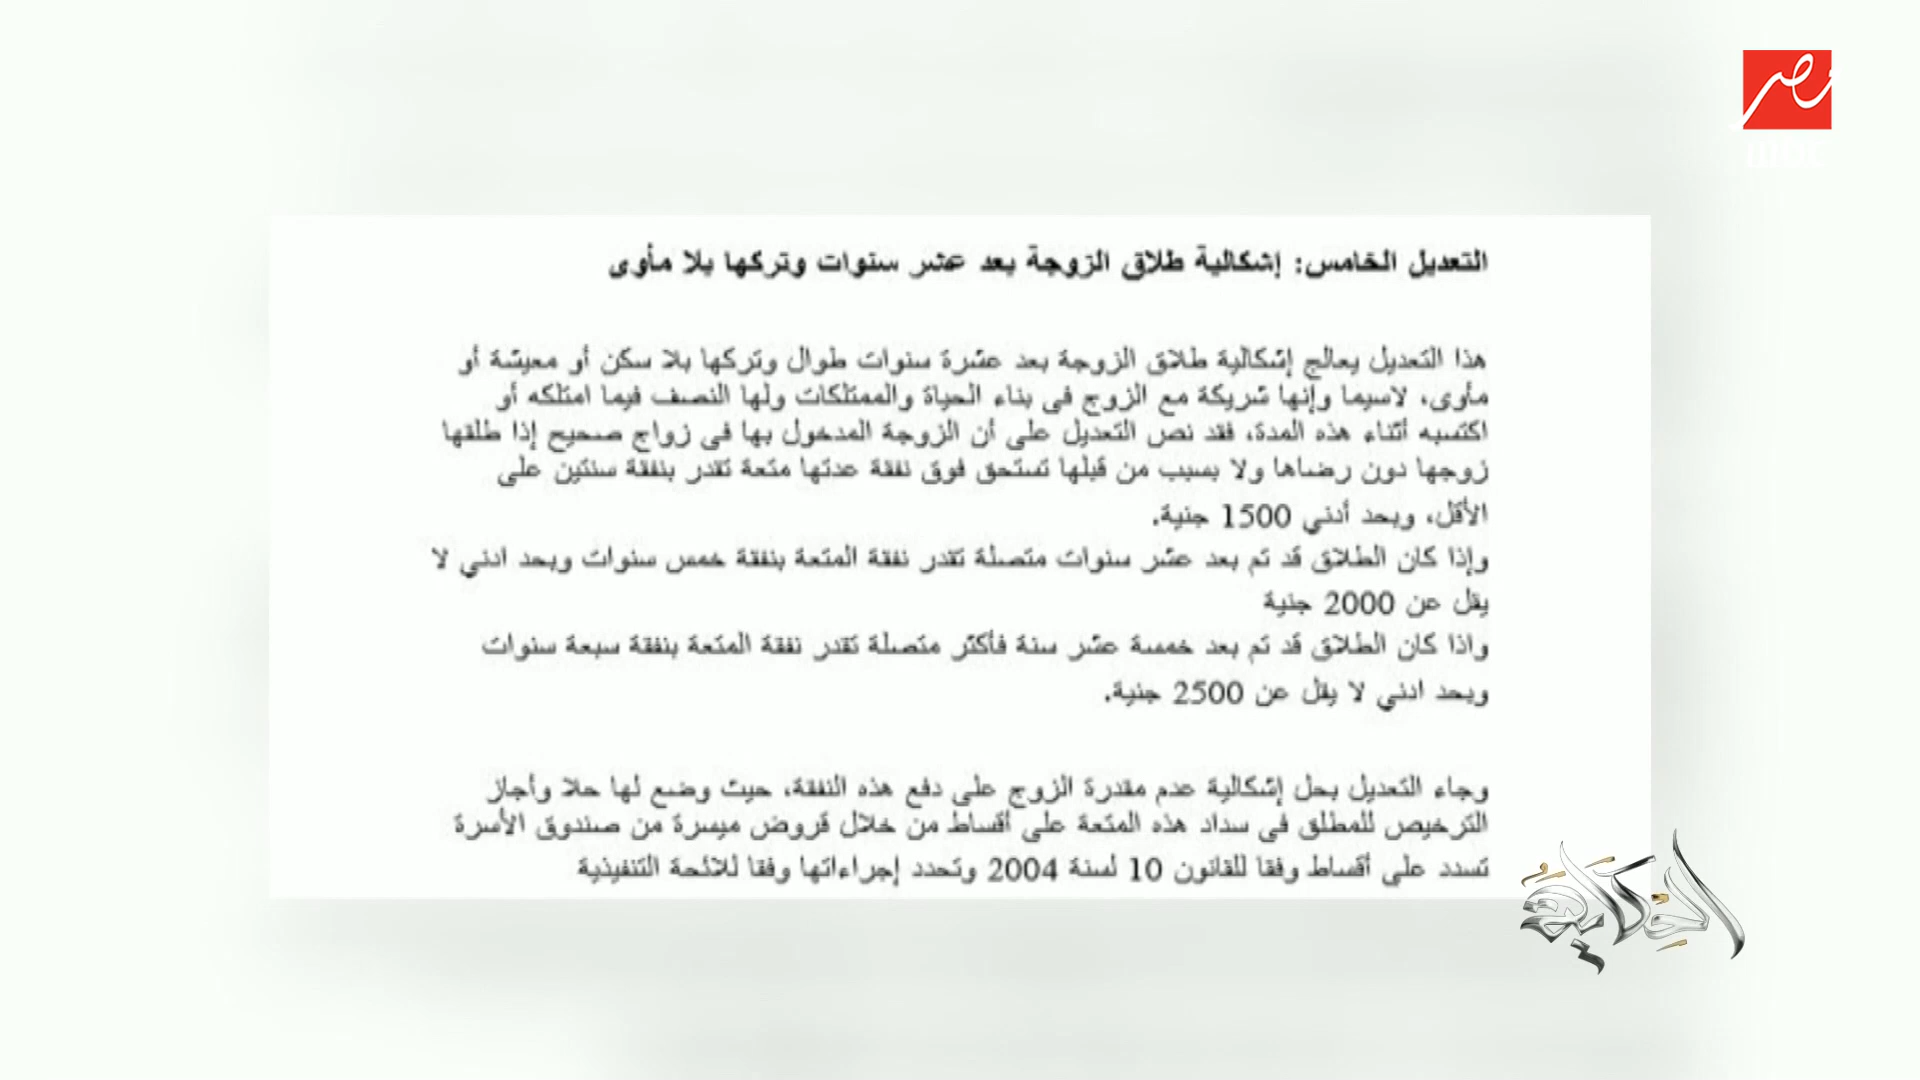 مصر
التعديل الخامس: إشكالية طلاق الزوجة بعد عشر سنوات وتركها بلا مأوى
هذا التعديل يعالج إشكالية طلاق الزوجة بعد عشرة سنوات طوال وتركها بلا سكن أو معيشة أو
مأوى، لاسيما وإنها شريكة مع الزوج فى بناء الحياة والممتلكات ولها النصف فيما امتلكه أو
اكتسبه أثناء هذه المدة، فقد نص التعديل على أن الزوجة المدخول بها فى زواج صحيح إذا طلقها
زوجها دون رضاها ولا بسبب من قبلها تستحق فوق نفقة عدتها متعة تقدر بنفقة سنتين على
الأقل، وبحد أدني 1500 جنية.
وإذا كان الطلاق قد تم بعد عشر سنوات متصلة تقدر نفقة المتعة بنفقة خمس سنوات وبحد ادني لا
يقل عن 2000 جنية
واذا كان الطلاق قد تم بعد خمسة عشر سنة فأكثر متصلة تقدر نفقة المتعة بنفقة سبعة سنوات
وبحد ادني لا يقل عن 2500 جنية.
وجاء التعديل بحل إشكالية عدم مقدرة الزوج على دفع هذه النفقة، حيث وضع لها حلا وأجاز
الترخيص للمطلق فى سداد هذه المتعة على أقساط من خلال قروض ميسرة من صندوق الأسرة
تسدد علي أقساط وفقا للقانون 10 لسنة 2004 وتحدد إجراءاتها وفقا للائحة التنفيذية
الحكاية